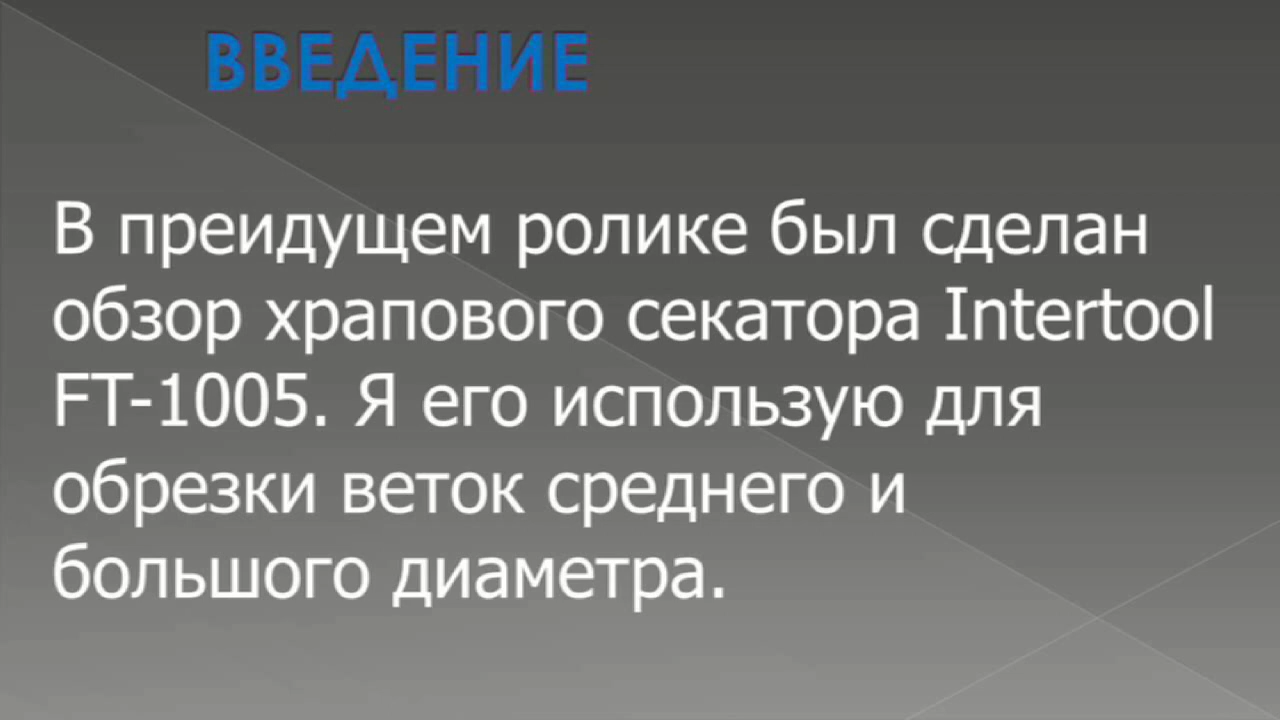 ВВЕДЕНИЕ
В преидущем ролике был сделан
обзор храпового секатора Intertool
FT-1005. Я его использую для
обрезки веток среднего и
большого диаметра.